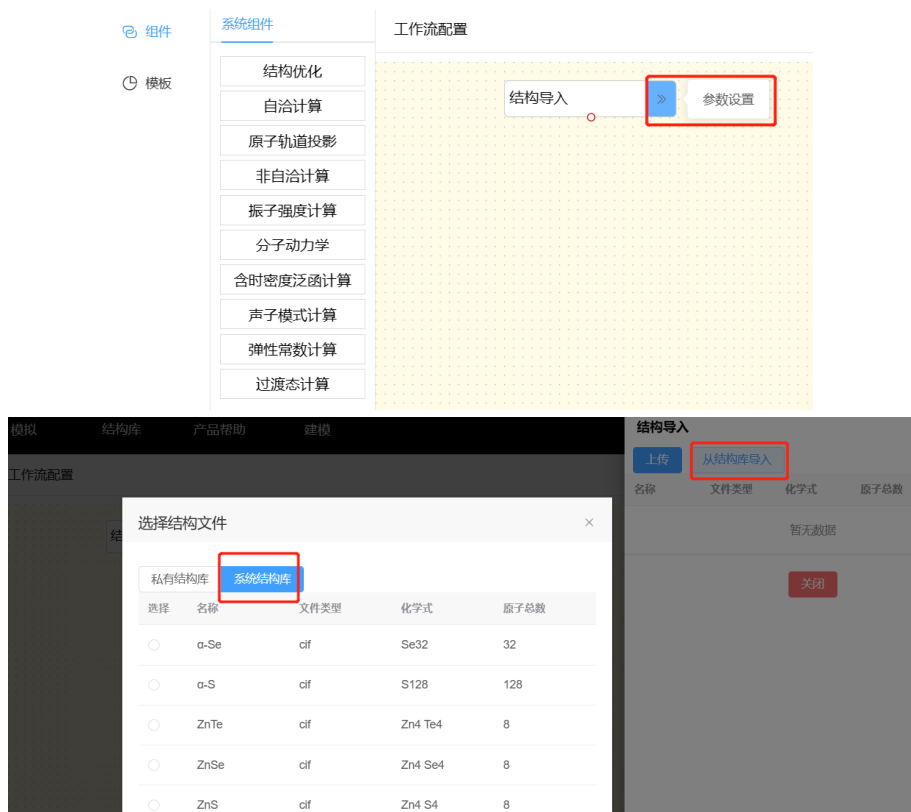 组件
系统组件
工作流配置
模板
结构优化
结构导入
参数设置
自洽计算
原子轨道投影
非自洽计算
振子强度计算
分子动力学
含时密度泛函计算
声子模式计算
弹性常数计算
过渡态计算
模拟 结构库 产品帮助 建模
结构导入
上传 从结构库导入
工作流配置
名称 文件类型 化学式 原子总数
暂无数据
关闭
结
选择结构文件
私有结构库 系统结构库
选择 名称 文件类型 化学式 原子总数
α-Se cif Se32 32
α-S cif S128 128
ZnTe cif Zn4 Te4 8
ZnSe cif Zn4 Se4 8
ZnS cif Zn4 S4 8